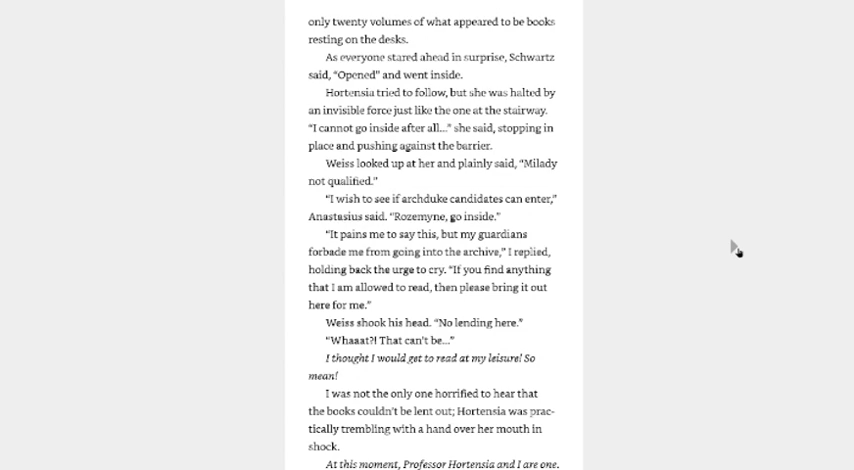 only twenty volumes of what appeared to be books
resting on the desks.
As everyone stared ahead in surprise, Schwartz
said, “Opened” and went inside.
Hortensia tried to follow, but she was halted by
an invisible force just like the one at the stairway.
“I cannot go inside after all...” she said, stopping in
place and pushing against the barrier.
Weiss looked up at her and plainly said, “Milady
not qualified.”
“I wish to see if archduke candidates can enter,”
Anastasius said. “Rozemyne, go inside.”
“It pains me to say this, but my guardians
forbade me from going into the archive,” I replied,
holding back the urge to cry. “If you find anything
that I am allowed to read, then please bring it out
here for me.”
Weiss shook his head. “No lending here.”
“Whaaat?! That can’t be...”
I thought I would get to read at my leisure! So
mean!
I was not the only one horrified to hear that
the books couldn’t be lent out; Hortensia was prac-
tically trembling with a hand over her mouth in
shock.
At this moment, Professor Hortensia and I are one.